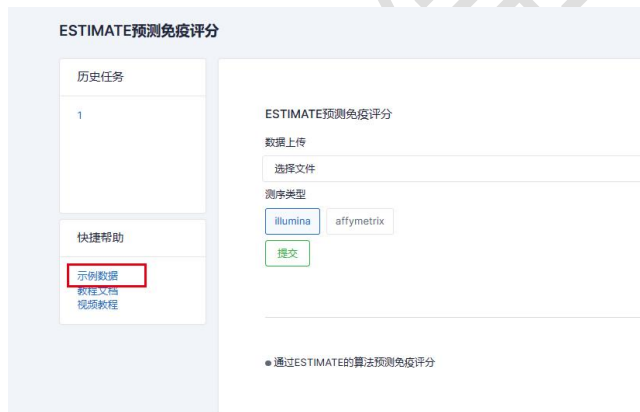 ESTIMATE预测免疫评分
历史任务
1
快捷帮助
示例数据
教程文档
视频教程
ESTIMATE预测免疫评分
数据上传
选择文件
测序类型
illumina
affymetrix
提交
●通过ESTIMATE的算法预测免疫评分